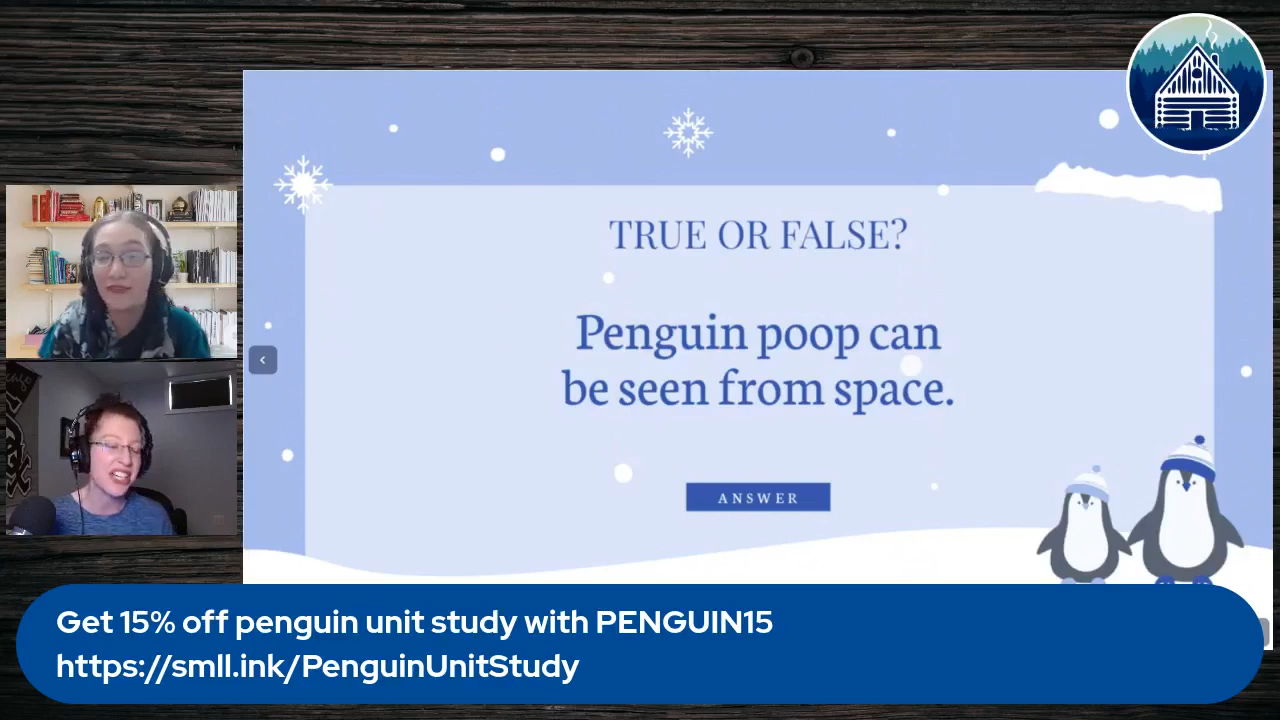 TRUE OR FALSE?
Penguin poop can
be seen from space.
ANSWER
Get 15% off penguin unit study with PENGUIN15
https://smll.ink/PenguinUnitStudy